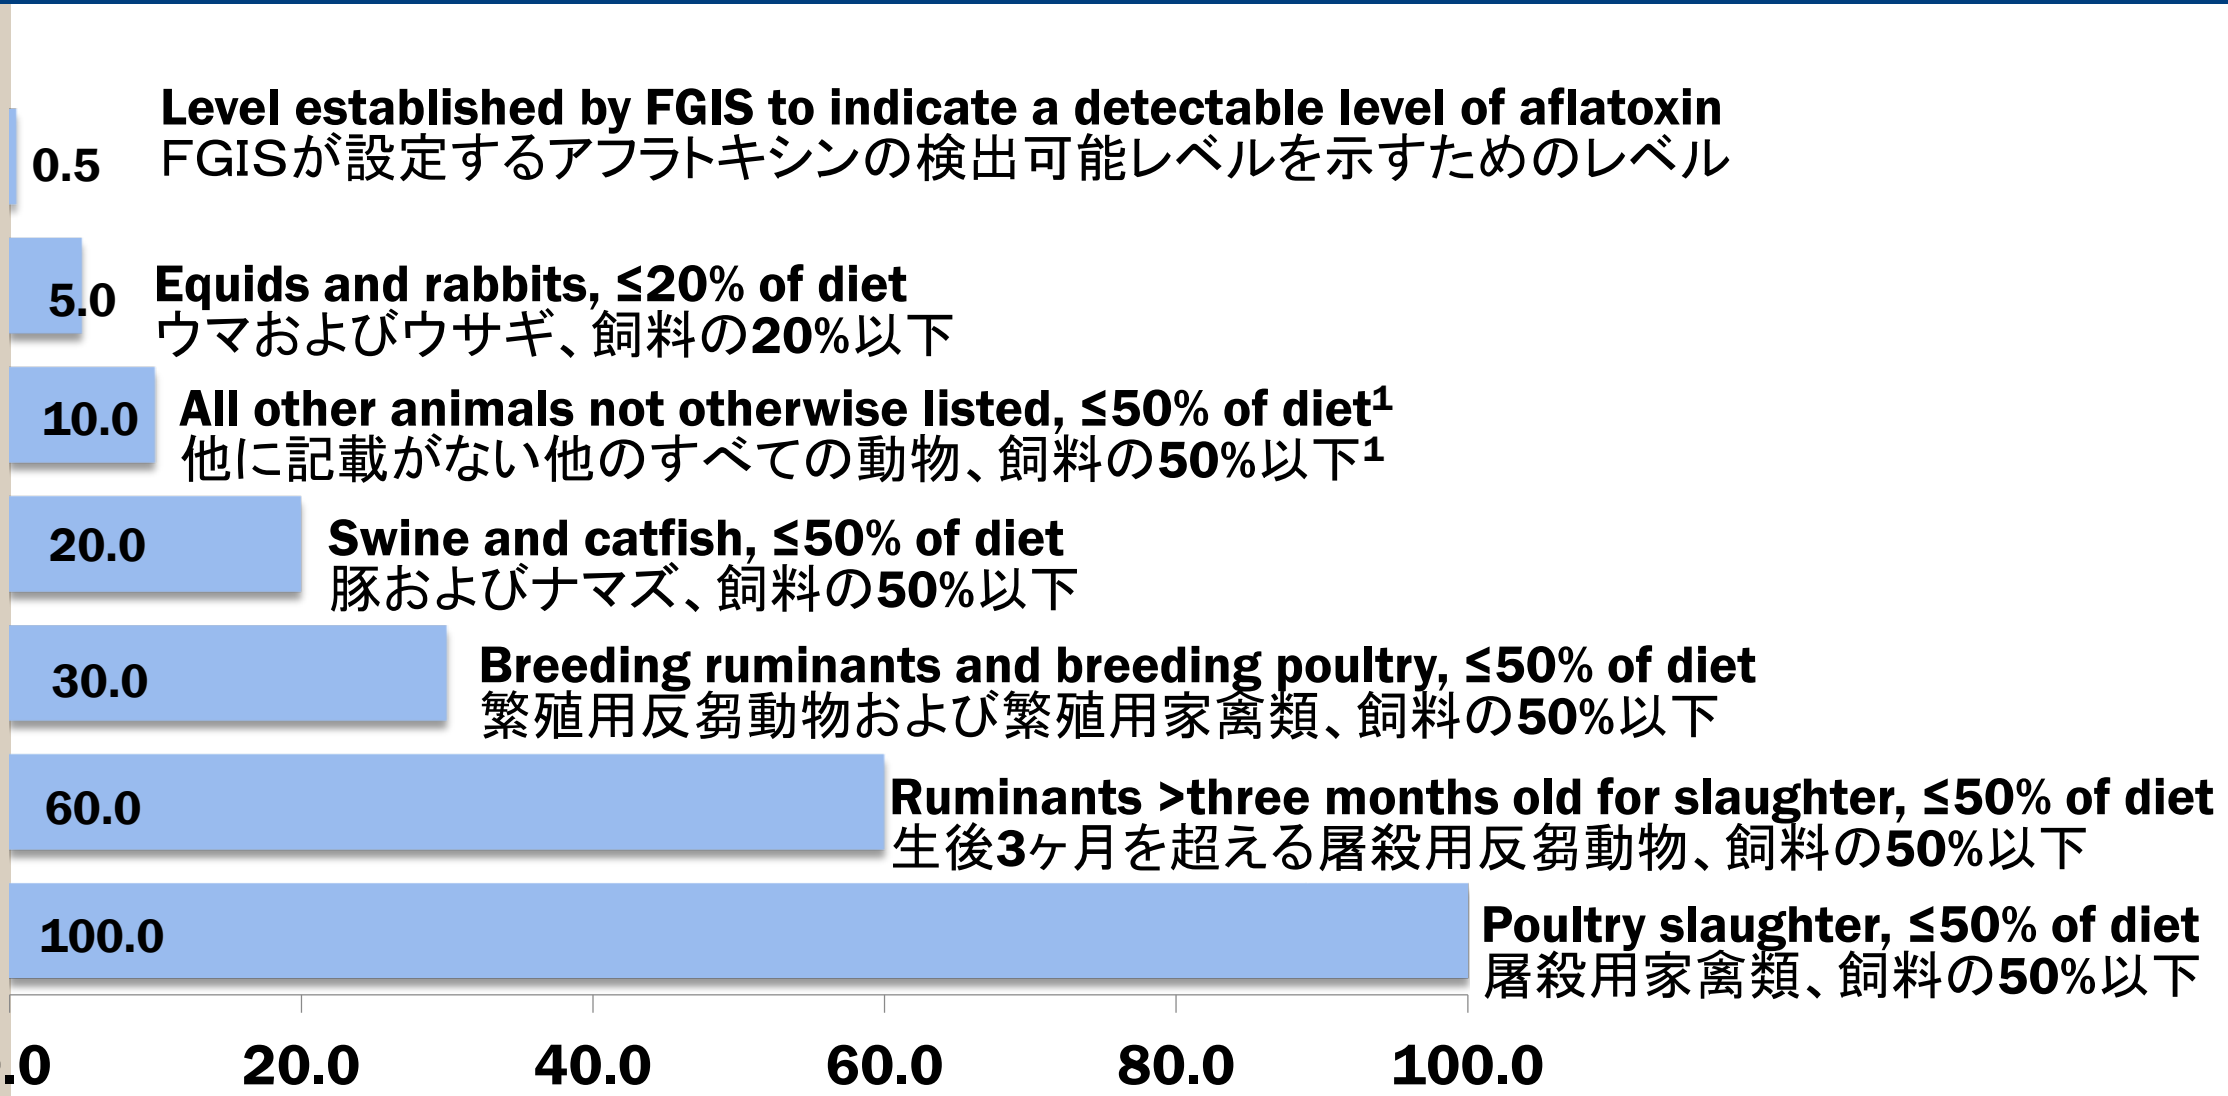 Level established by FGIS to indicate a detectable level of aflatoxin
0.5
FGISが設定するアフラトキシンの検出可能レベルを示すためのレベル
5.0
Equids and rabbits, ≤20% of diet
ウマおよびウサギ、飼料の20%以下
10.0
All other animals not otherwise listed, ≤50% of diet¹
他に記載がない他のすべての動物、飼料の50%以下¹
20.0
Swine and catfish, ≤50% of diet
豚およびナマズ、飼料の50%以下
30.0
Breeding ruminants and breeding poultry, ≤50% of diet
繁殖用反芻動物および繁殖用家禽類、飼料の50%以下
60.0
Ruminants >three months old for slaughter, ≤50% of diet
生後3ヶ月を超える屠殺用反芻動物、飼料の50%以下
100.0
Poultry slaughter, ≤50% of diet
屠殺用家禽類、飼料の50%以下
.0 20.0 40.0 60.0 80.0 100.0